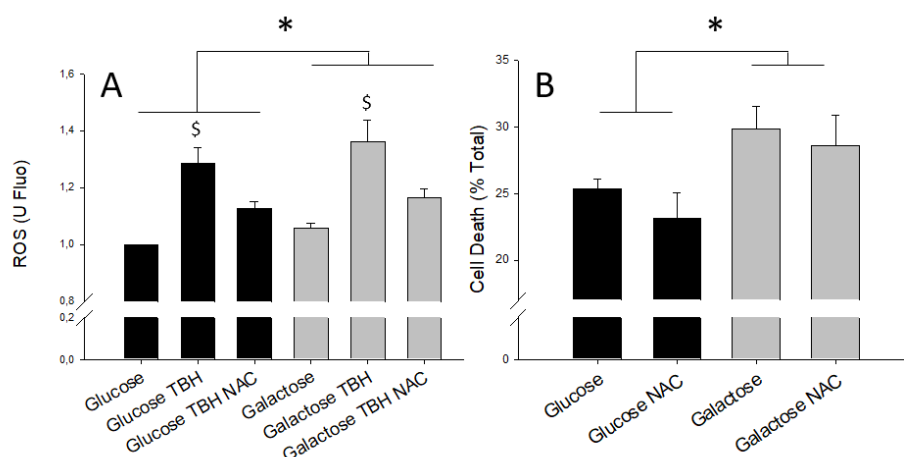 *
*
A
B
$
$
ROS (U Fluo)
1,6
1,4
1,2
1,0
0,8
0,2
0,0
Glucose
Glucose TBH
Glucose TBH NAC
Galactose
Galactose TBH
Galactose TBH NAC
Cell Death (% Total)
35
30
25
20
0
Glucose
Glucose NAC
Galactose
Galactose NAC